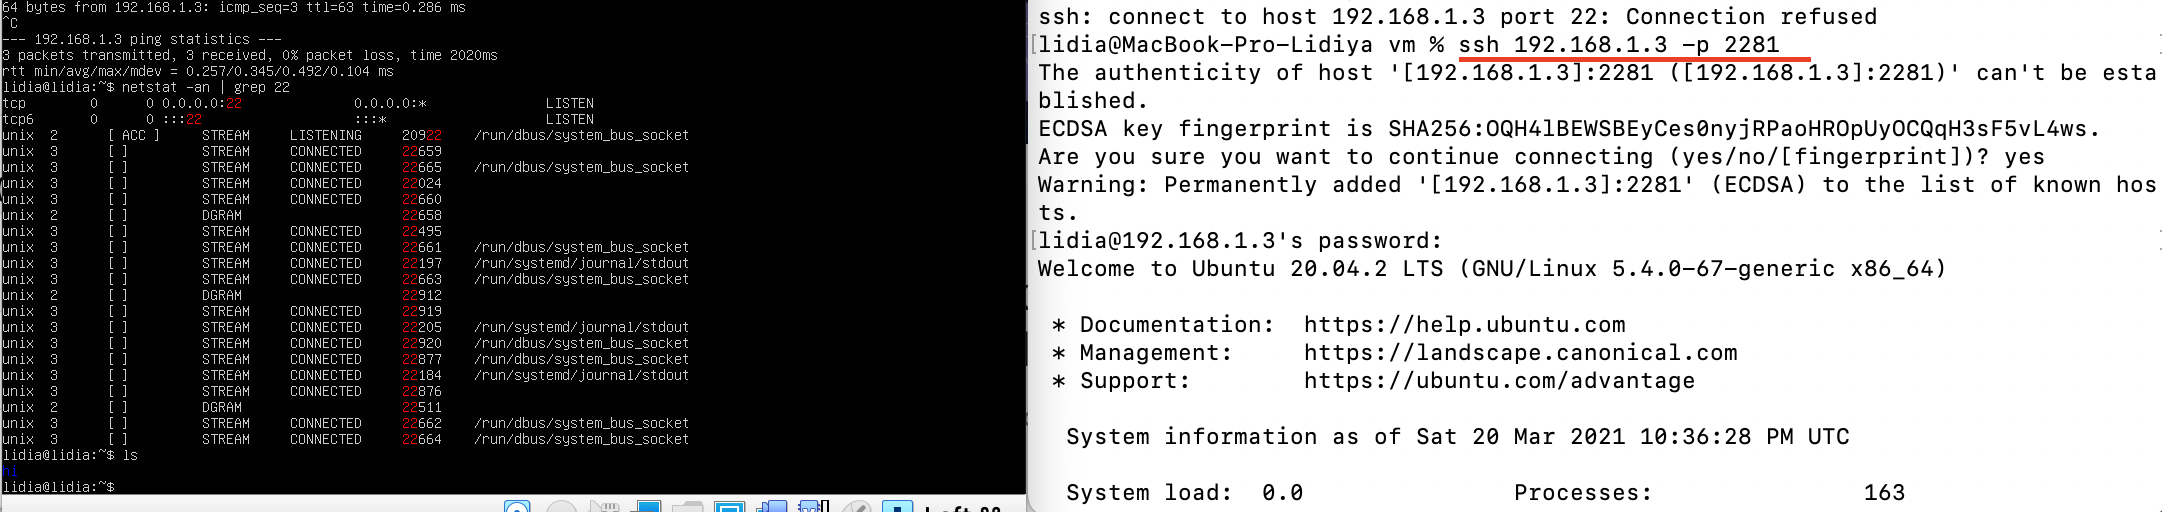 64 bytes from 192.168.1.3: icmp_seq=3 ttl=63 time=0.286 ms
^C
--- 192.168.1.3 ping statistics ---
3 packets transmitted, 3 received, 0% packet loss, time 2020ms
rtt min/avg/max/mdev = 0.257/0.345/0.492/0.104 ms
lidia@lidia:~$ netstat -an | grep 22
tcp        0      0 0.0.0.0:22              0.0.0.0:*               LISTEN
tcp6       0      0 :::22                   :::*                    LISTEN
unix  2      [ ACC ]     STREAM     LISTENING     20922    /run/dbus/system_bus_socket
unix  3      [ ]         STREAM     CONNECTED     22659
unix  3      [ ]         STREAM     CONNECTED     22665    /run/dbus/system_bus_socket
unix  3      [ ]         STREAM     CONNECTED     22024
unix  3      [ ]         STREAM     CONNECTED     22660
unix  2      [ ]         DGRAM                    22658
unix  3      [ ]         STREAM     CONNECTED     22495
unix  3      [ ]         STREAM     CONNECTED     22661    /run/dbus/system_bus_socket
unix  3      [ ]         STREAM     CONNECTED     22197    /run/systemd/journal/stdout
unix  3      [ ]         STREAM     CONNECTED     22663    /run/dbus/system_bus_socket
unix  2      [ ]         DGRAM                    22912
unix  3      [ ]         STREAM     CONNECTED     22919
unix  3      [ ]         STREAM     CONNECTED     22205    /run/systemd/journal/stdout
unix  3      [ ]         STREAM     CONNECTED     22920    /run/dbus/system_bus_socket
unix  3      [ ]         STREAM     CONNECTED     22877    /run/dbus/system_bus_socket
unix  3      [ ]         STREAM     CONNECTED     22184    /run/systemd/journal/stdout
unix  3      [ ]         STREAM     CONNECTED     22876
unix  2      [ ]         DGRAM                    22511
unix  3      [ ]         STREAM     CONNECTED     22662    /run/dbus/system_bus_socket
unix  3      [ ]         STREAM     CONNECTED     22664    /run/dbus/system_bus_socket
lidia@lidia:~$ ls
lidia@lidia:~$
ssh: connect to host 192.168.1.3 port 22: Connection refused
[lidia@MacBook-Pro-Lidiya vm % ssh 192.168.1.3 -p 2281
The authenticity of host '[192.168.1.3]:2281 ([192.168.1.3]:2281)' can't be esta
blished.
ECDSA key fingerprint is SHA256:OQH4lBEWSBEyCes0nyjRPaoHROpUyOCQqH3sF5vL4ws.
Are you sure you want to continue connecting (yes/no/[fingerprint])? yes
Warning: Permanently added '[192.168.1.3]:2281' (ECDSA) to the list of known hos
ts.
[lidia@192.168.1.3's password:
Welcome to Ubuntu 20.04.2 LTS (GNU/Linux 5.4.0-67-generic x86_64)
* Documentation:  https://help.ubuntu.com
* Management:     https://landscape.canonical.com
* Support:        https://ubuntu.com/advantage
System information as of Sat 20 Mar 2021 10:36:28 PM UTC
System load:  0.0               Processes:               163